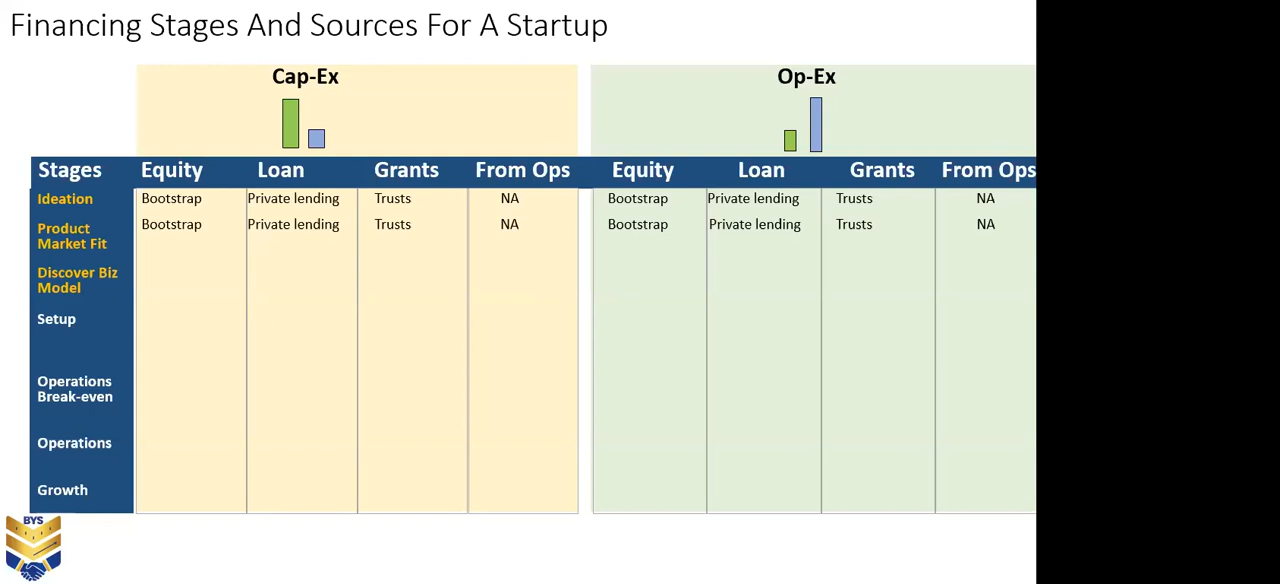 Financing Stages And Sources For A Startup
Cap-Ex
Op-Ex
Stages Equity Loan Grants From Ops Equity Loan Grants From Ops
Ideation Bootstrap Private lending Trusts NA Bootstrap Private lending Trusts NA
Product Bootstrap Private lending Trusts NA Bootstrap Private lending Trusts NA
Market Fit
Discover Biz
Model
Setup
Operations
Break-even
Operations
Growth
BYS